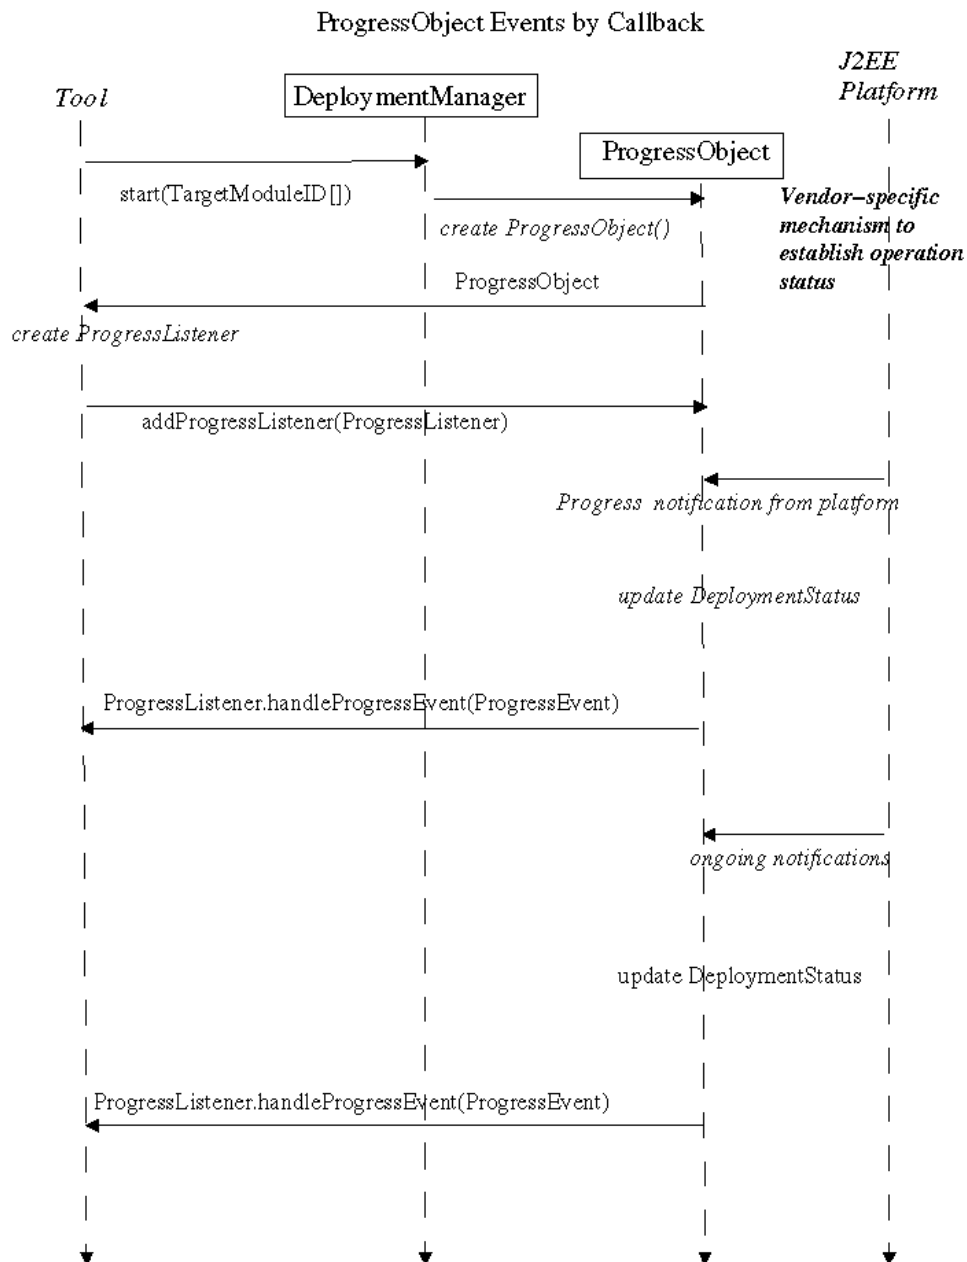 ProgressObject Events by Callback
J2EE
Platform
Tool
DeploymentManager
ProgressObject
start(TargetModuleID[])
create ProgressObject()
Vendor–specific
mechanism to
establish operation
status
ProgressObject
create ProgressListener
addProgressListener(ProgressListener)
Progress notification from platform
update DeploymentStatus
ProgressListener.handleProgressEvent(ProgressEvent)
ongoing notifications
update DeploymentStatus
ProgressListener.handleProgressEvent(ProgressEvent)